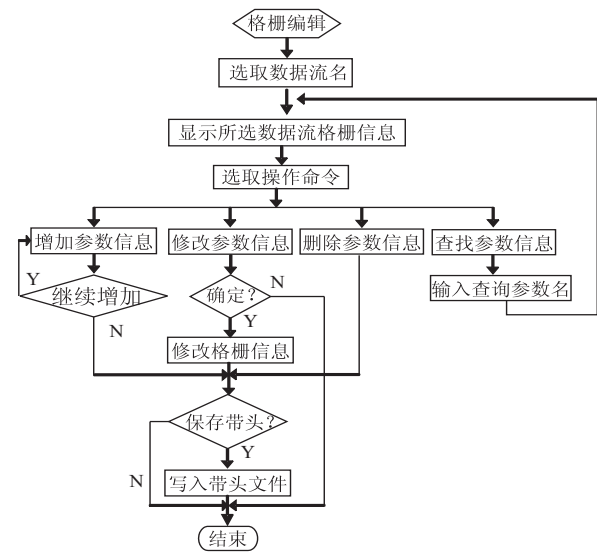 格栅编辑
选取数据流名
显示所选数据流格栅信息
选取操作命令
增加参数信息
修改参数信息
删除参数信息
查找参数信息
Y
继续增加
N
确定?
N
Y
输入查询参数名
修改格栅信息
保存带头?
Y
N
写入带头文件
结束